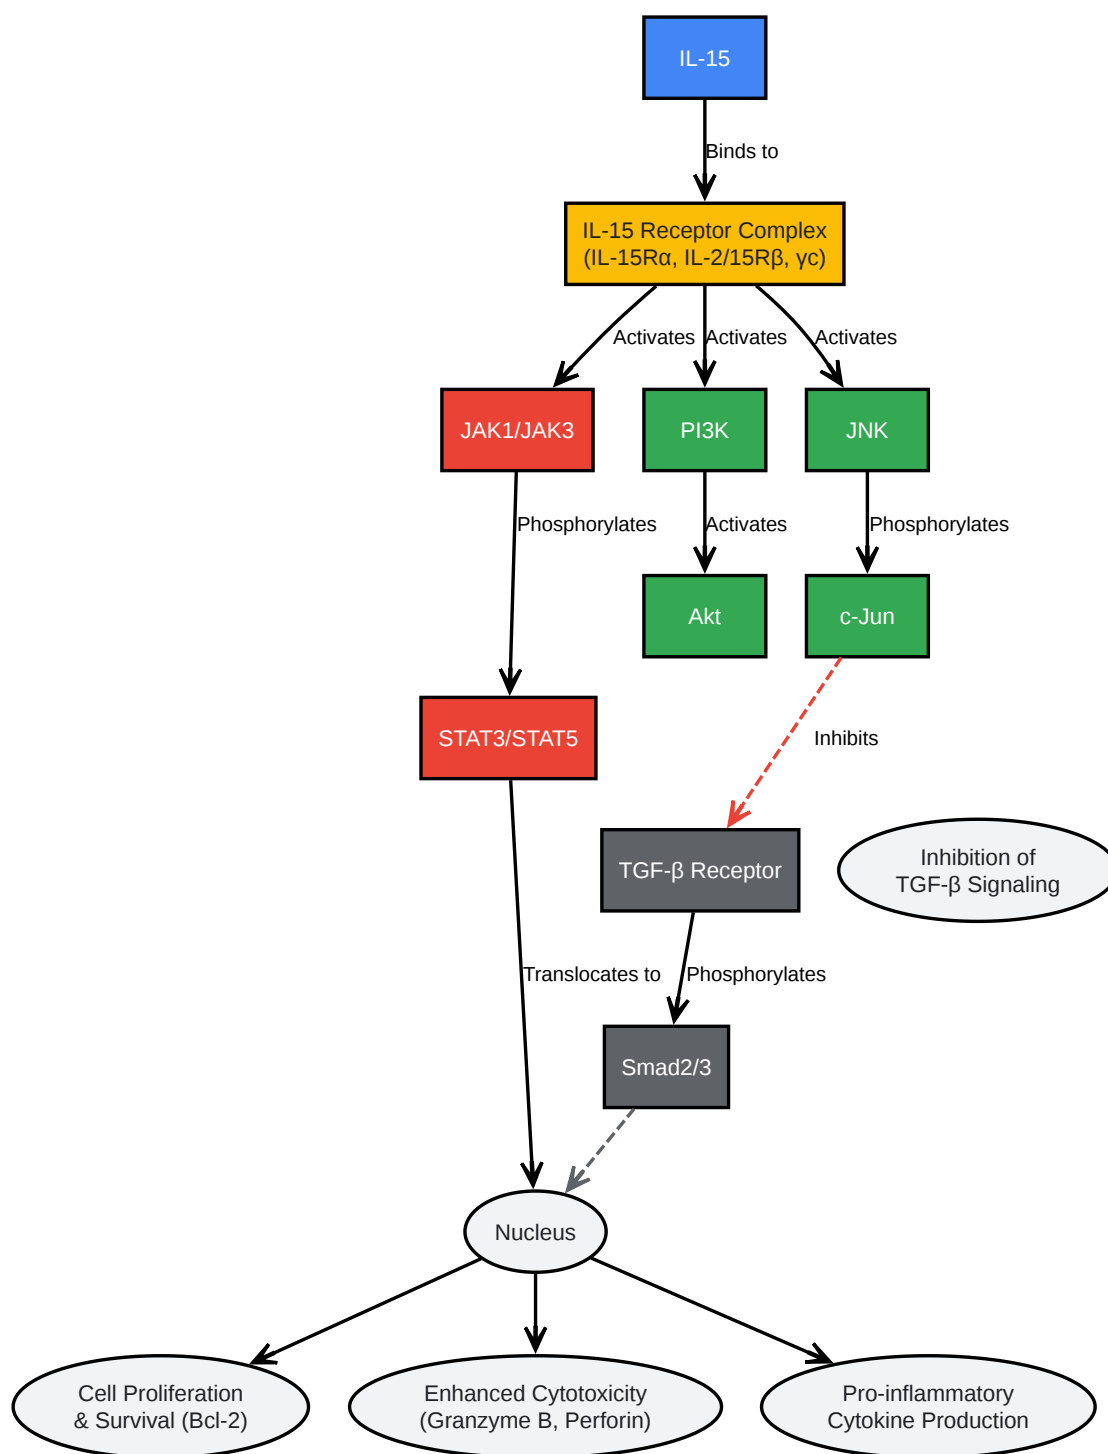 IL-15
Binds to
IL-15 Receptor Complex
(IL-15Rα, IL-2/15Rβ, γc)
Activates
Activates
Activates
JAK1/JAK3
PI3K
JNK
Phosphorylates
Activates
Phosphorylates
Akt
c-Jun
STAT3/STAT5
Inhibits
TGF-β Receptor
Inhibition of
TGF-β Signaling
Translocates to
Phosphorylates
Smad2/3
Nucleus
Cell Proliferation
& Survival (Bcl-2)
Enhanced Cytotoxicity
(Granzyme B, Perforin)
Pro-inflammatory
Cytokine Production